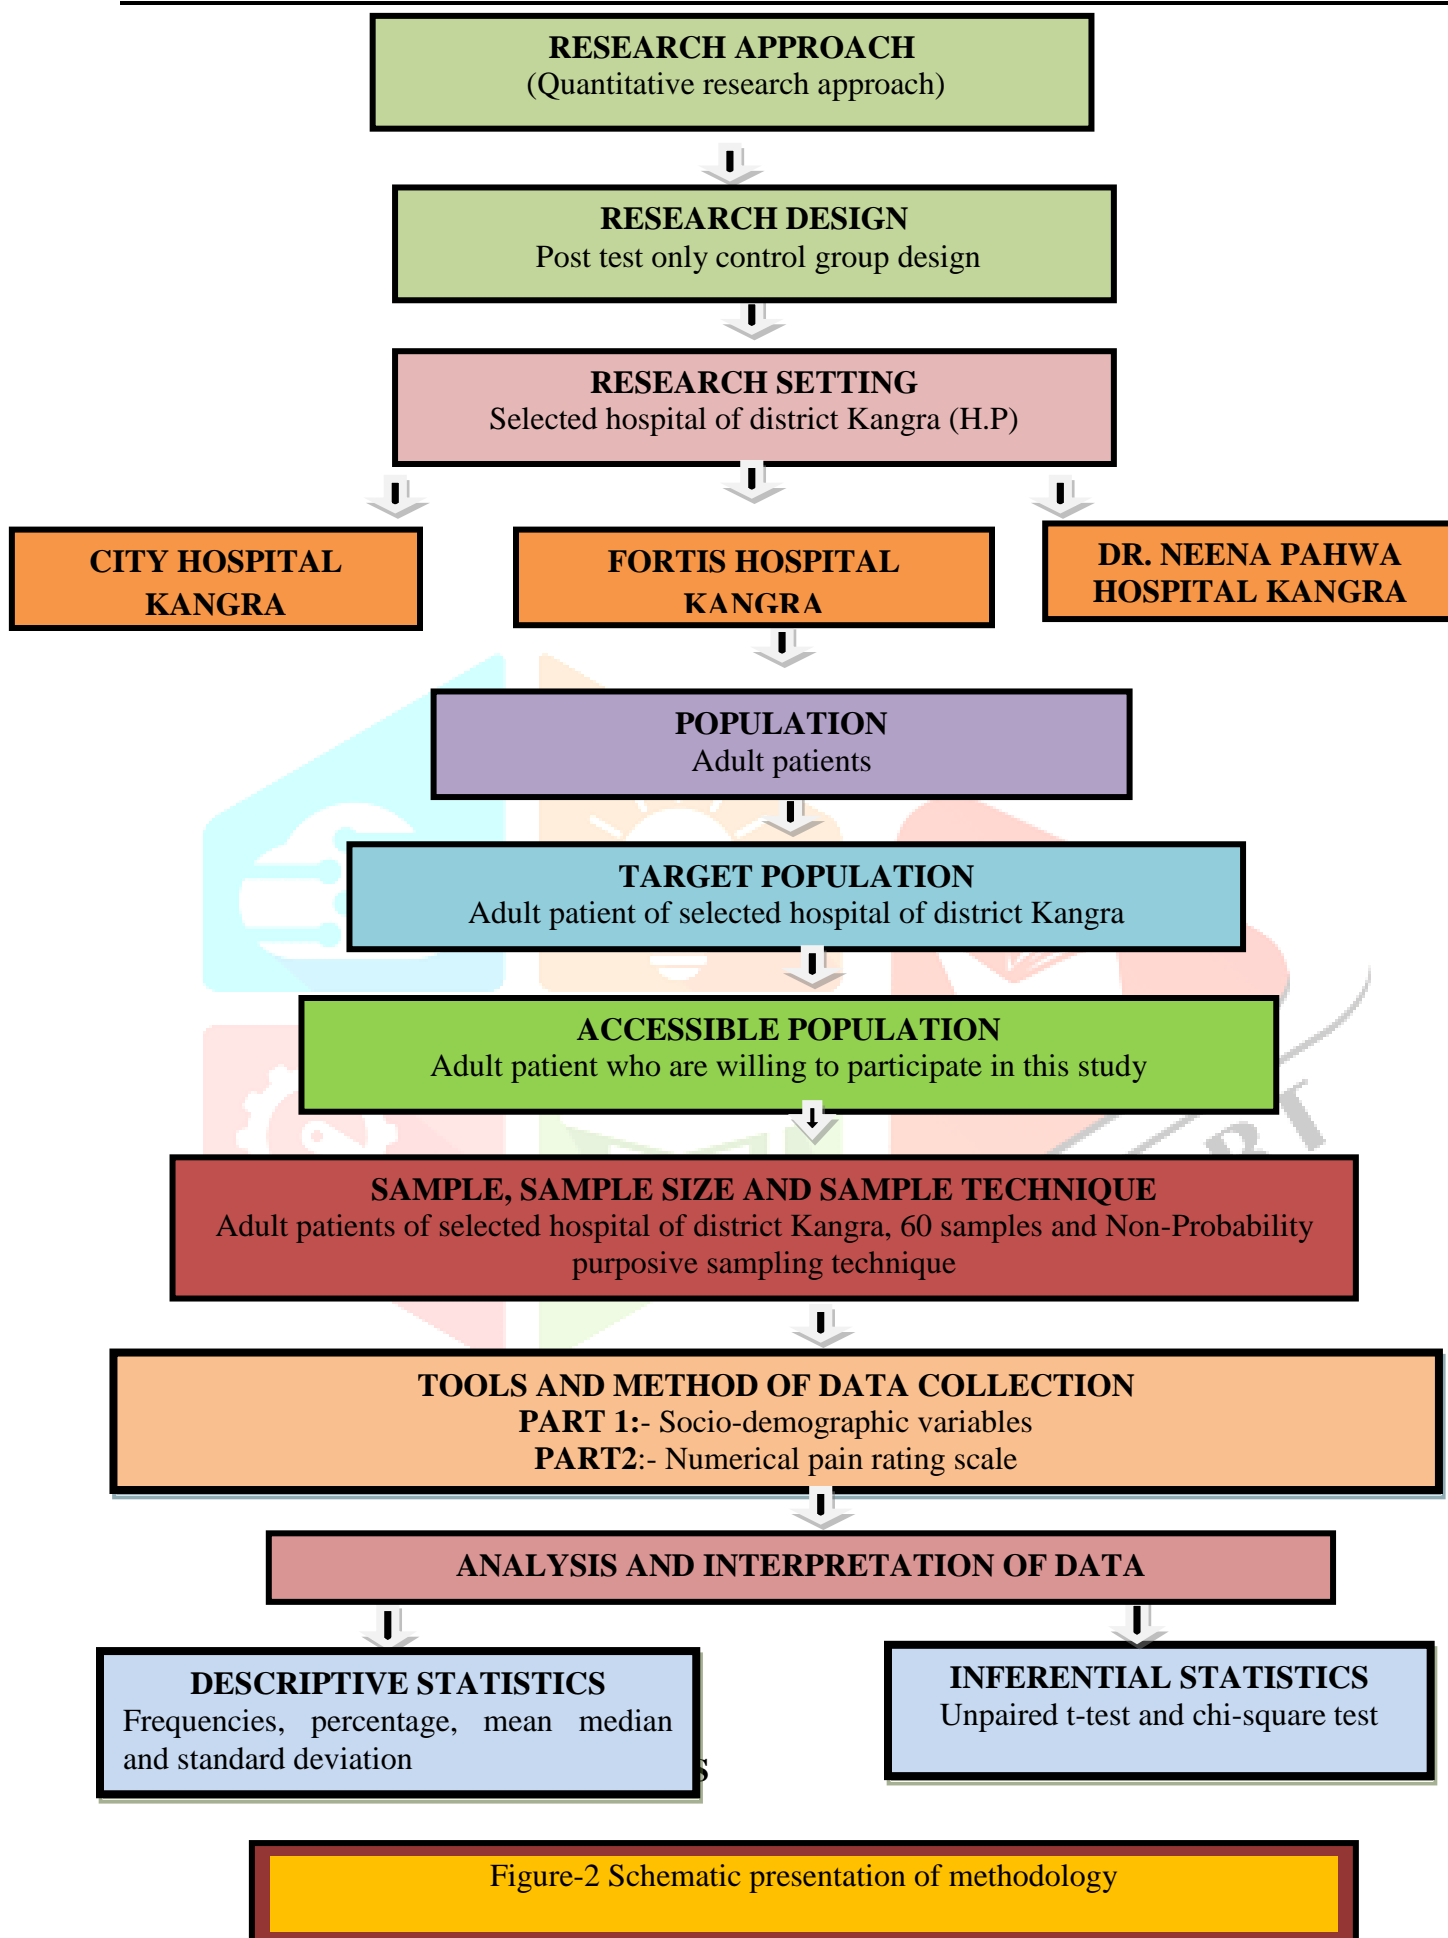 RESEARCH APPROACH
(Quantitative research approach)
RESEARCH DESIGN
Post test only control group design
RESEARCH SETTING
Selected hospital of district Kangra (H.P)
CITY HOSPITAL
KANGRA
FORTIS HOSPITAL
KANGRA
DR. NEENA PAHWA
HOSPITAL KANGRA
POPULATION
Adult patients
TARGET POPULATION
Adult patient of selected hospital of district Kangra
ACCESSIBLE POPULATION
Adult patient who are willing to participate in this study
SAMPLE, SAMPLE SIZE AND SAMPLE TECHNIQUE
Adult patients of selected hospital of district Kangra, 60 samples and Non-Probability
purposive sampling technique
TOOLS AND METHOD OF DATA COLLECTION
PART 1:- Socio-demographic variables
PART2:- Numerical pain rating scale
ANALYSIS AND INTERPRETATION OF DATA
DESCRIPTIVE STATISTICS
Frequencies, percentage, mean median
and standard deviation
INFERENTIAL STATISTICS
Unpaired t-test and chi-square test
Figure-2 Schematic presentation of methodology